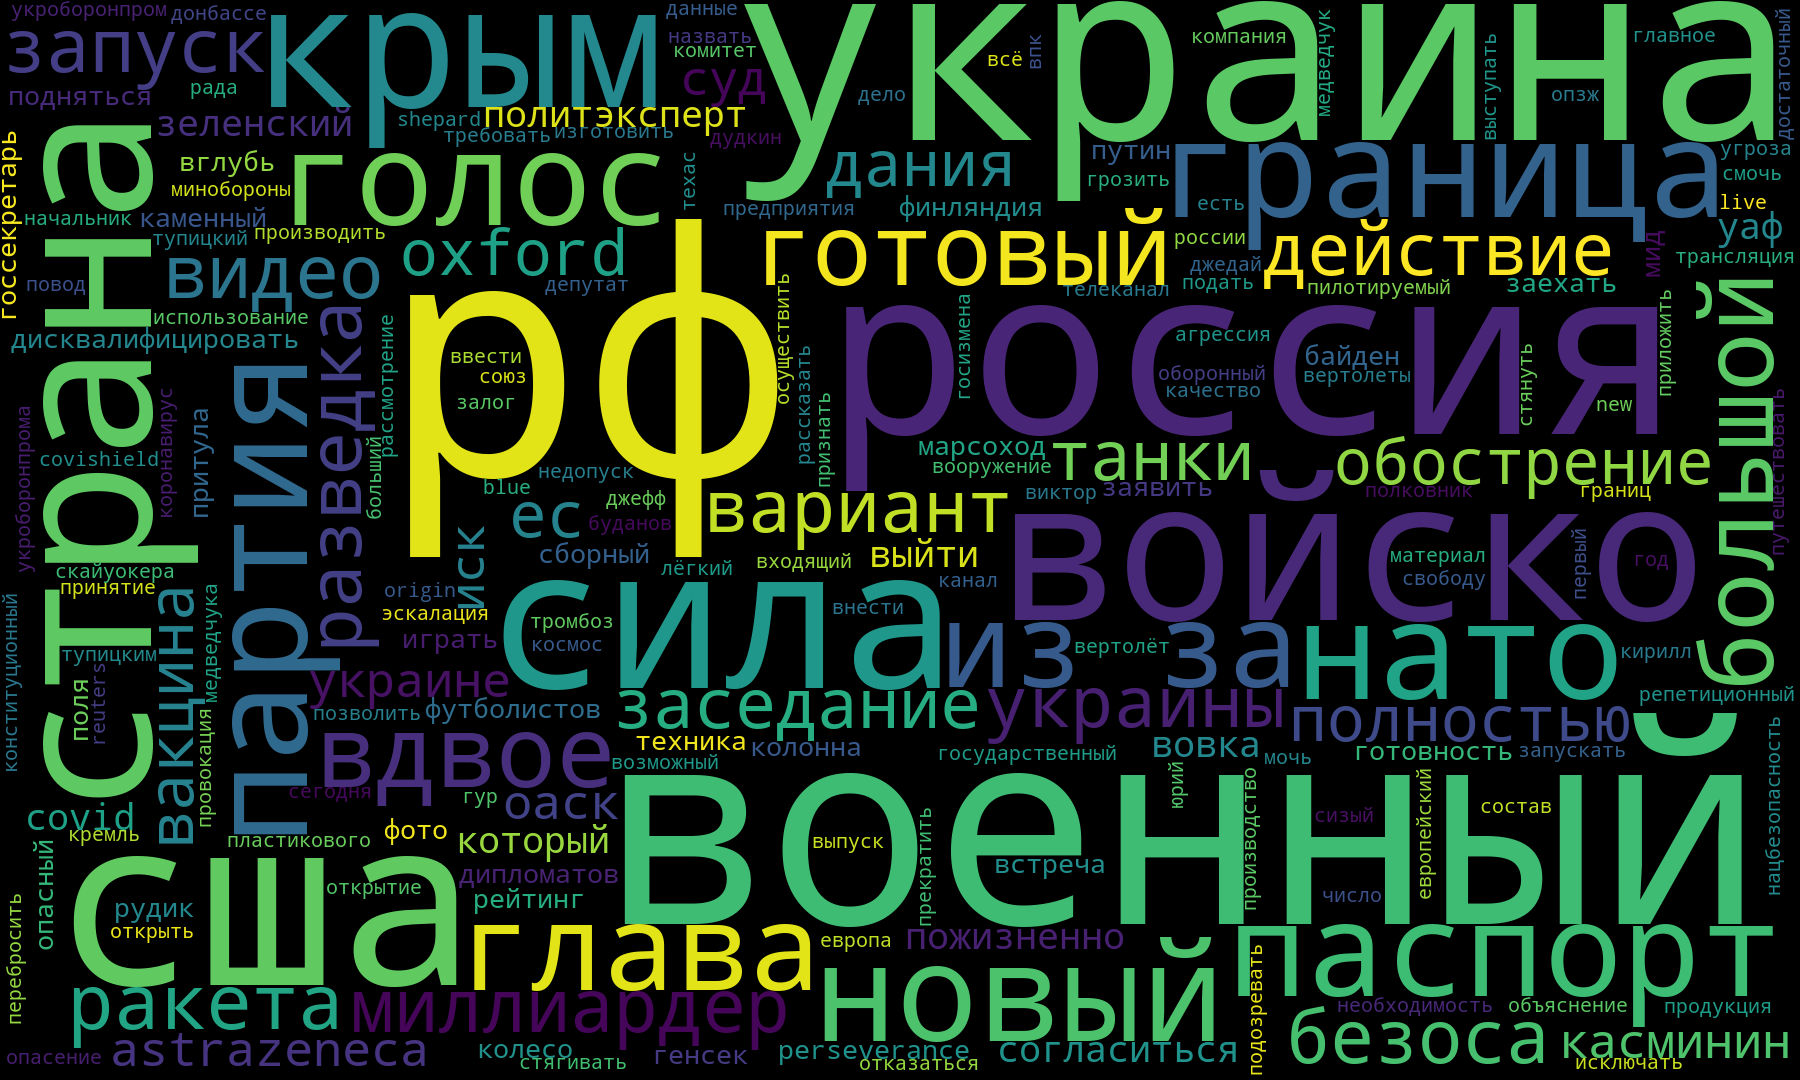 укроборонпром
донбассе
запуск
крым
данные
назвать
комитет
украина
компания
медведчук
главное
достаточный
всё
впк
подняться
рада
зеленский
shepard
политэксперт
требовать
изготовить
суд
дудкин
дело
выступать
опзж
госсекретарь
страна
вглубь
минобороны
голос
техас
дания
путин
грозить
граница
угроза
смочь
начальник
каменный
тупицкий
производить
предприятия
финляндия
есть
live
уаф
видео
oxford
рф
готовый
россии
джедай
действие
мид
трансляция
повод
депутат
осуществить
телеканал
подать
пилотируемый
заехать
использование
дисквалифицировать
разведка
рассмотрение
рассказать
россия
госизмена
агрессия
приложить
большой
ввести
союз
залог
байден
оборонный
вертолеты
качество
стянуть
new
путешествовать
партия
укроборонпрома
коронавирус
притула
covishield
больший
признать
марсоход
вооружение
танки
обострение
недопуск
blue
джефф
буданов
ес
вариант
виктор
заявить
полковник
границ
войско
скайуокера
принятие
вакцина
медведчука
иск
сборный
лёгкий
входящий
выйти
канал
материал
свободу
первый
год
конституционный
origin
эскалация
играть
тромбоз
космос
сила
внести
из
вертолёт
за
нато
кирилл
тупицким
поля
reuters
провокация
украине
позволить
футболистов
заседание
украины
полностью
репетиционный
вдвое
техника
возможный
колонна
государственный
вовка
мочь
готовность
запускать
нацбезопасность
covid
кремль
сегодня
гур
оаск
военный
юрий
производство
сизый
европейский
состав
опасный
пластикового
фото
который
выпуск
прекратить
встреча
сша
открытие
дипломатов
рейтинг
число
перебросить
рудик
открыть
глава
европа
пожизненно
новый
паспорт
подозревать
ракета
миллиардер
необходимость
объяснение
продукция
опасение
astrazeneca
колесо
стягивать
генсек
perseverance
отказаться
согласиться
безоса
касминин
исключать